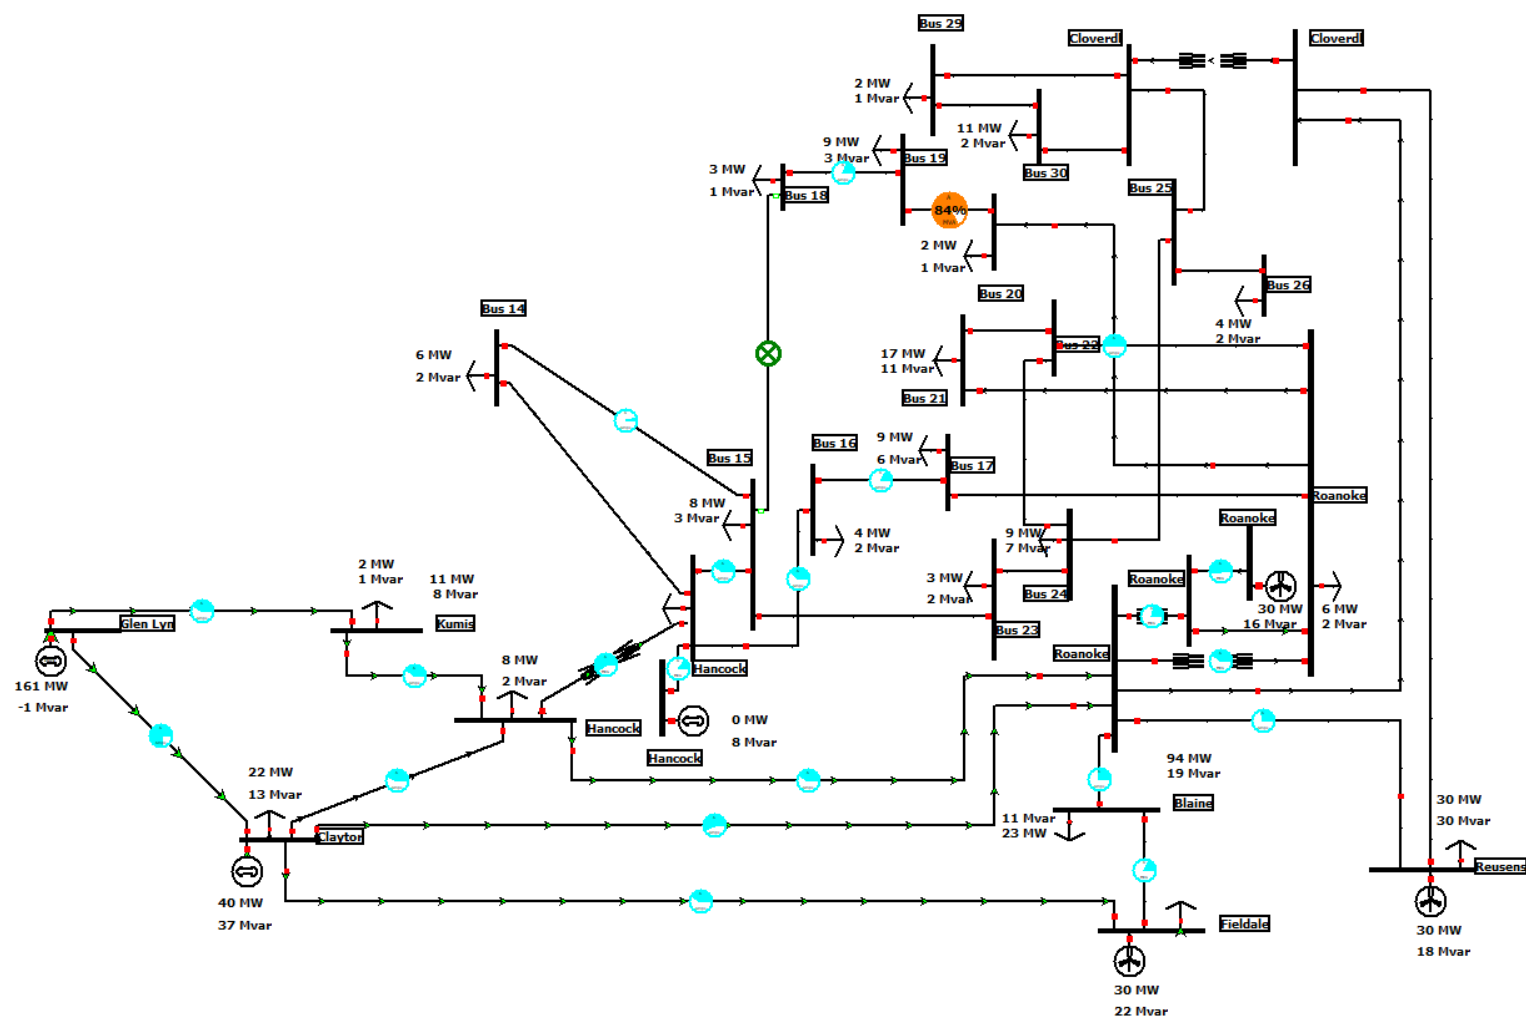 Bus 29
Cloverdl
Cloverdl
2 MW
1 Mvar
11 MW
2 Mvar
Bus 30
9 MW
3 Mvar
Bus 19
3 MW
1 Mvar
Bus 18
84%
2 MW
1 Mvar
Bus 20
Bus 25
Bus 26
4 MW
2 Mvar
Bus 14
6 MW
2 Mvar
Bus 22
17 MW
11 Mvar
Bus 21
Bus 15
8 MW
3 Mvar
Bus 16
4 MW
2 Mvar
9 MW
6 Mvar
Bus 17
Roanoke
Roanoke
9 MW
7 Mvar
Bus 24
3 MW
2 Mvar
Bus 23
Roanoke
30 MW
16 Mvar
6 MW
2 Mvar
Roanoke
2 MW
1 Mvar
11 MW
8 Mvar
Glen Lyn
Kumis
161 MW
-1 Mvar
8 MW
2 Mvar
Hancock
Hancock
0 MW
8 Mvar
Hancock
22 MW
13 Mvar
Claytor
40 MW
37 Mvar
94 MW
19 Mvar
Blaine
11 Mvar
23 MW
30 MW
30 Mvar
Reusens
30 MW
18 Mvar
Fieldale
30 MW
22 Mvar